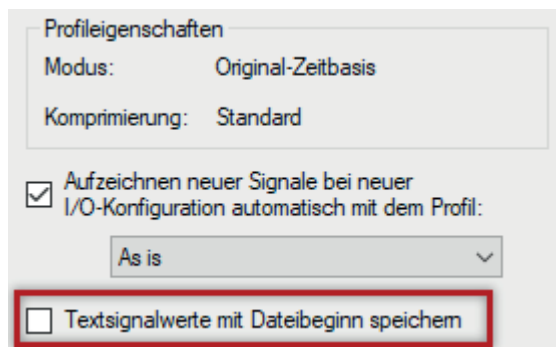 Profileigenschaften
Modus: Original-Zeitbasis
Komprimierung: Standard
Aufzeichnen neuer Signale bei neuer
I/O-Konfiguration automatisch mit dem Profil:
As is
Textsignalwerte mit Dateibeginn speichern